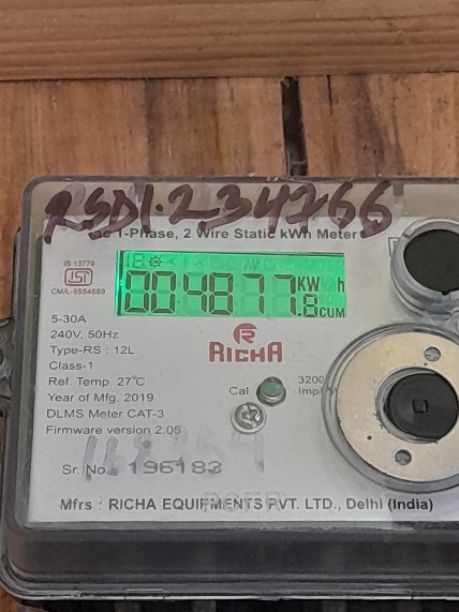 RSD1.234766
ac 1-Phase, 2 Wire Static kWh Meter
IS 13779
ISI
CM/L-8554689
004877.8 KWh
CUM
5-30A
240V, 50Hz
Type-RS : 12L
Class-1
Ref. Temp. 27°C
Year of Mfg. 2019
DLMS Meter CAT-3
Firmware version 2.05
R
RICHA
Cal
3200
Imp/
Sr. No. 196183
Mfrs : RICHA EQUIPMENTS PVT. LTD., Delhi (India)